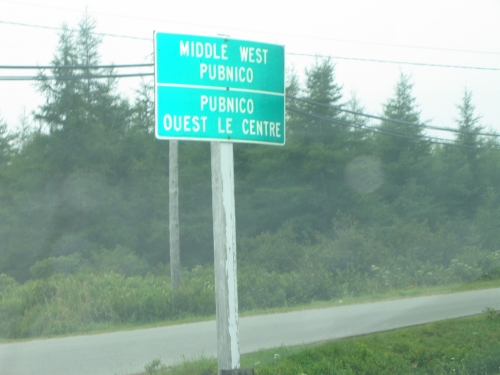 MIDDLE WEST
PUBNICO
PUBNICO
OUEST LE CENTRE